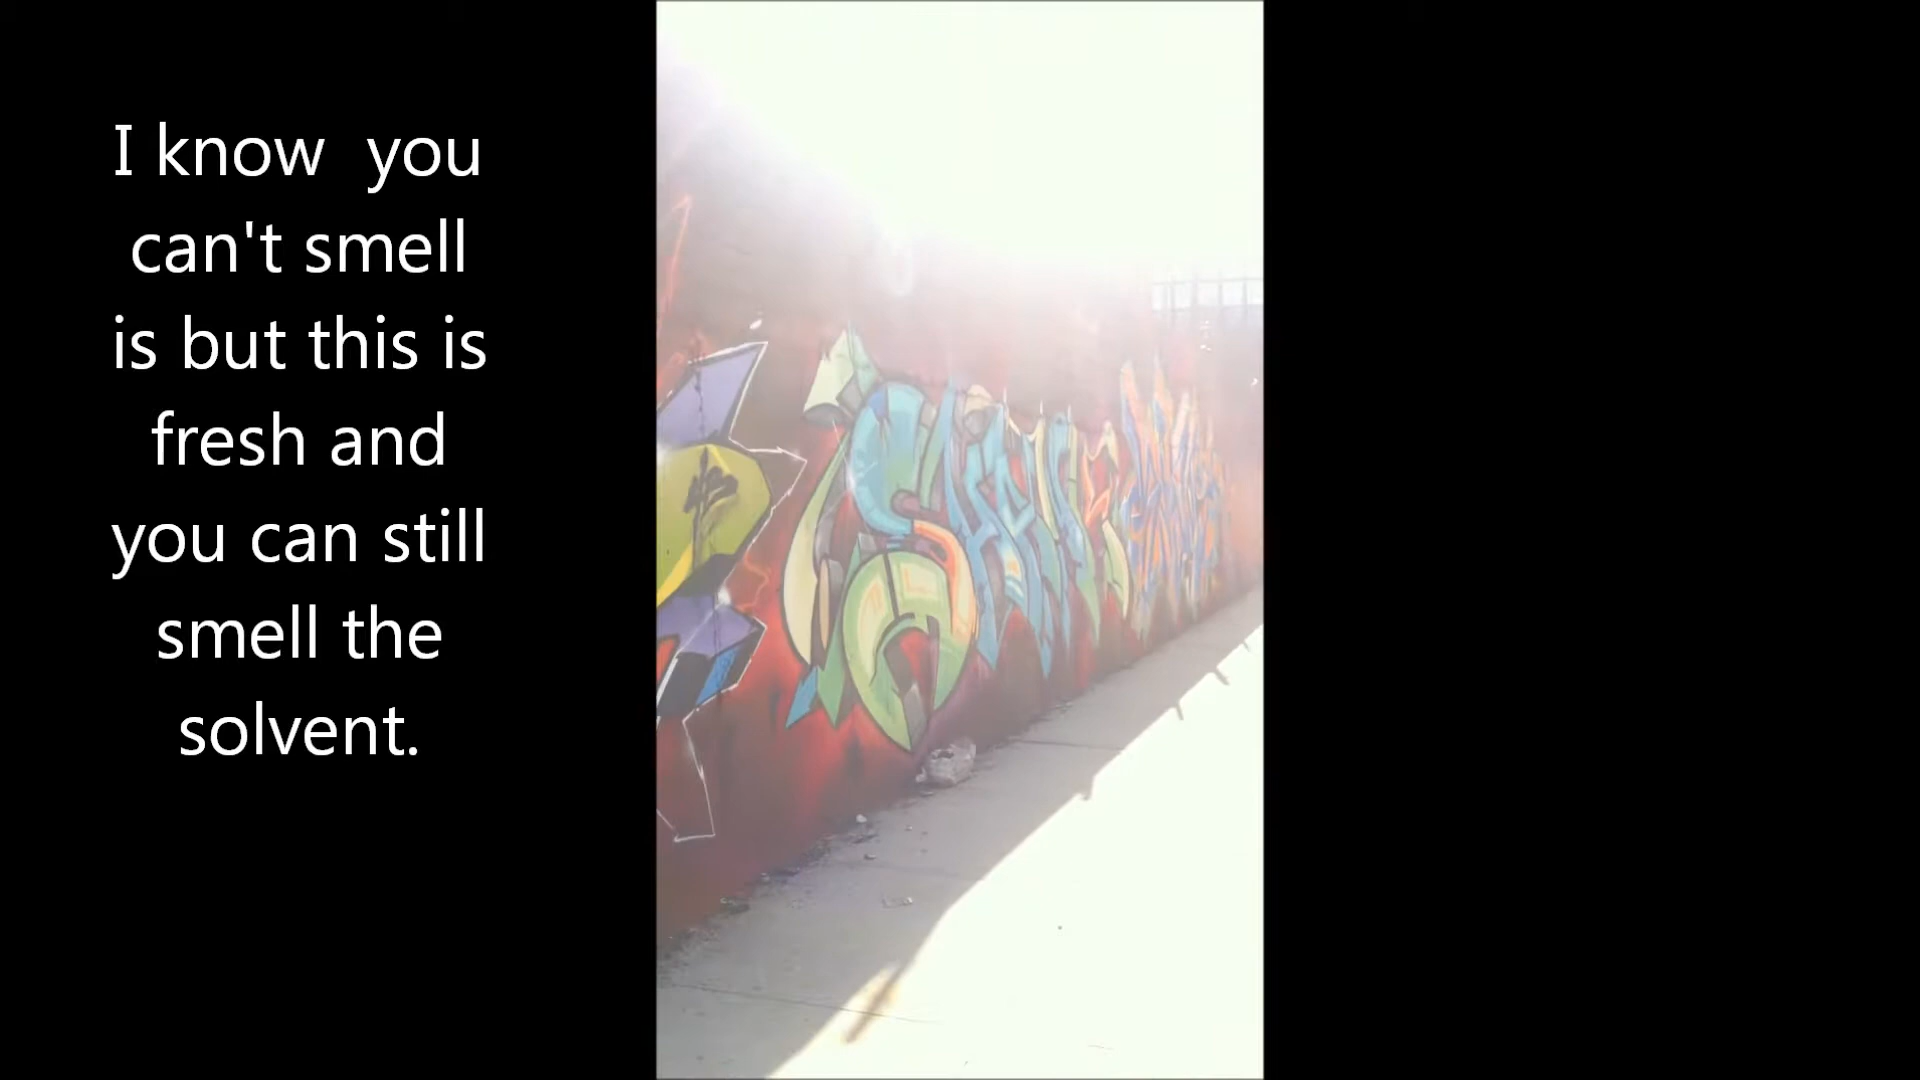 I know  you
can't smell
is but this is
fresh and
you can still
smell the
solvent.